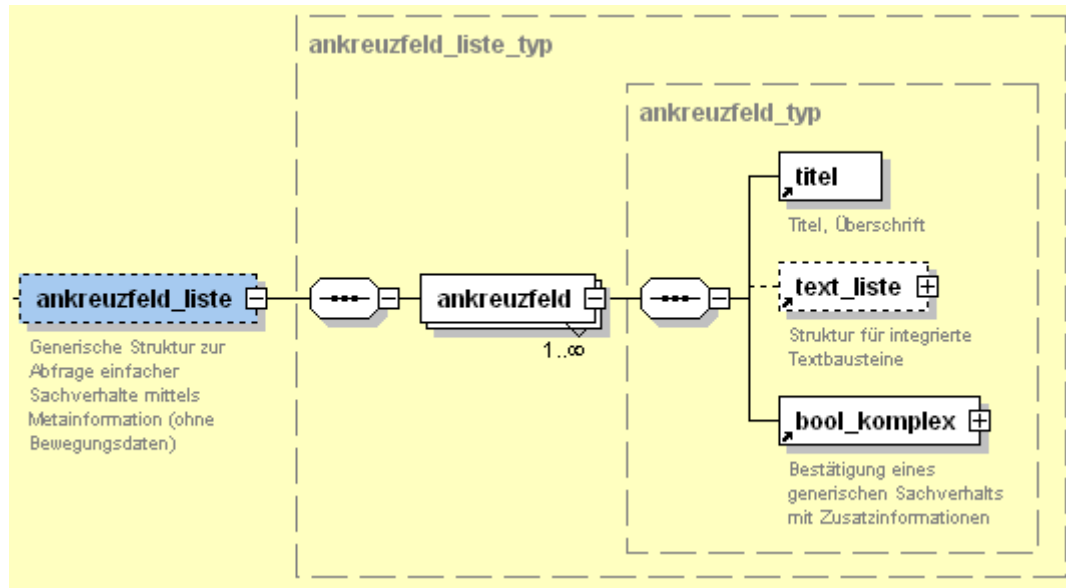 ankreuzfeld_liste_typ
ankreuzfeld_typ
titel
Titel, Überschrift
ankreuzfeld_liste
ankreuzfeld
1..∞
text_liste
Generische Struktur zur
Abfrage einfacher
Sachverhalte mittels
Metainformation (ohne
Bewegungsdaten)
Struktur für integrierte
Textbausteine
bool_komplex
Bestätigung eines
generischen Sachverhalts
mit Zusatzinformationen